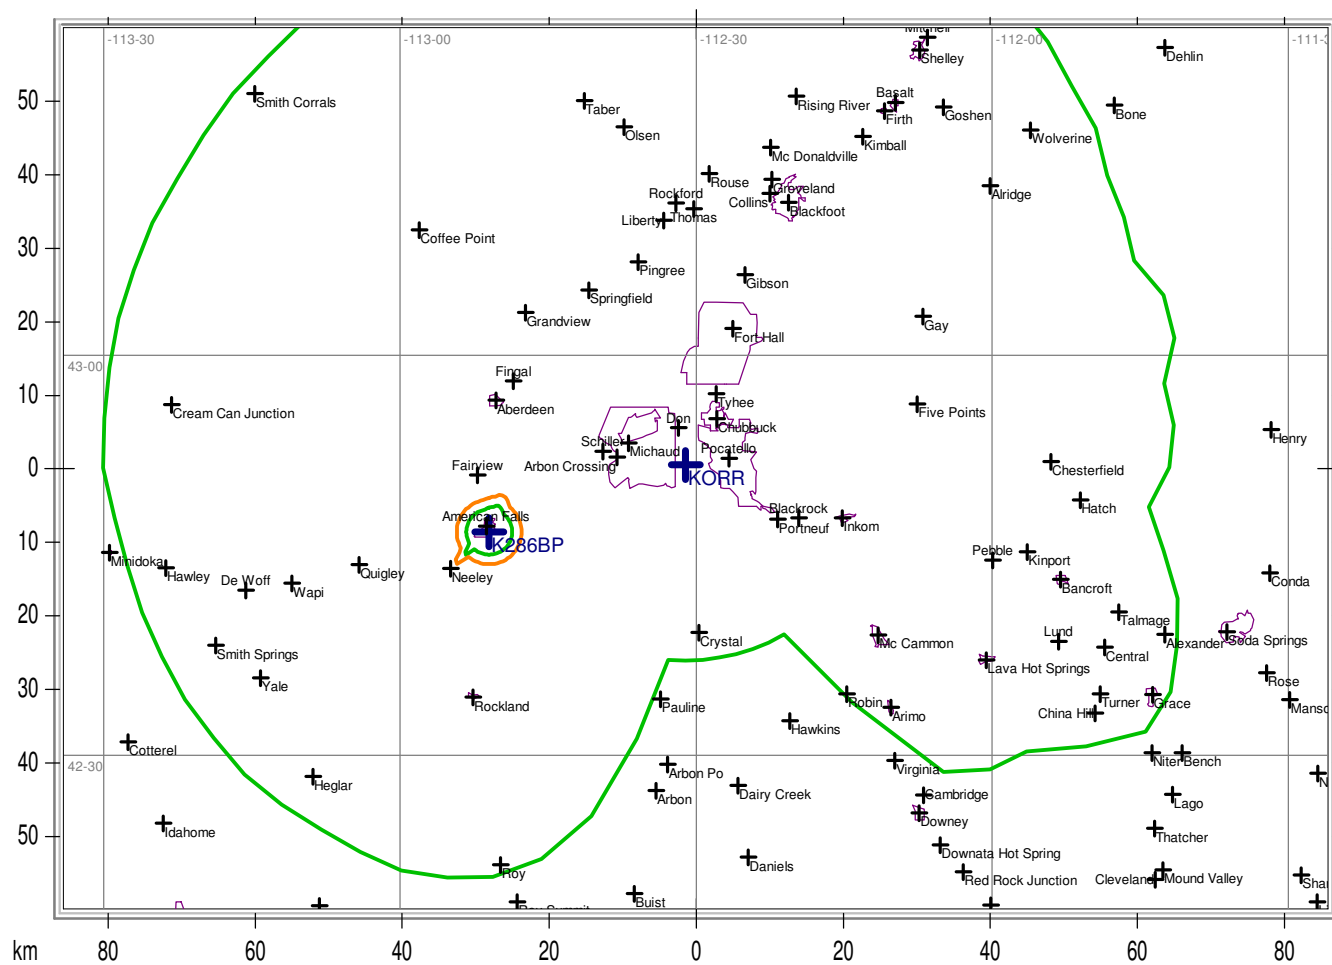 -113-30
-113-00
-112-30
-112-00
Mitchell
Shelley
Dehlin
Smith Corrals
Taber
Olsen
Rising River
Basalt
Firth
Goshen
Bone
Kimball
Wolverine
Mc Donaldville
Rouse
Groveland
Rockford
Collins
Blackfoot
Alridge
Liberty
Thomas
Coffee Point
Pingree
Gibson
Springfield
Grandview
Gay
Fort Hall
43-00
Fingal
Aberdeen
Cream Can Junction
Tyhee
Five Points
Don
Chubbuck
Henry
Schiller
Michaud
Pocatello
Arbon Crossing
Fairview
KORR
Chesterfield
Hatch
American Falls
Blackrock
Portneuf
Inkom
K286BP
Minidoka
Hawley
De Woff
Wapi
Quigley
Neeley
Pebble
Kinport
Bancroft
Conda
Talmage
Crystal
Mc Cammon
Lund
Alexander
Soda Springs
Smith Springs
Central
Lava Hot Springs
Yale
Rose
Rockland
Pauline
Robin
Arimo
Turner
Grace
China Hill
Hawkins
Cotterel
42-30
Arbon Po
Virginia
Niter
Bench
Heglar
Arbon
Dairy Creek
Cambridge
Lago
Idahome
Downey
Thatcher
Downata Hot Spring
Roy
Daniels
Red Rock Junction
Cleveland
Mound Valley
Buist
50
40
30
20
10
0
10
20
30
40
50
km
80
60
40
20
0
20
40
60
80